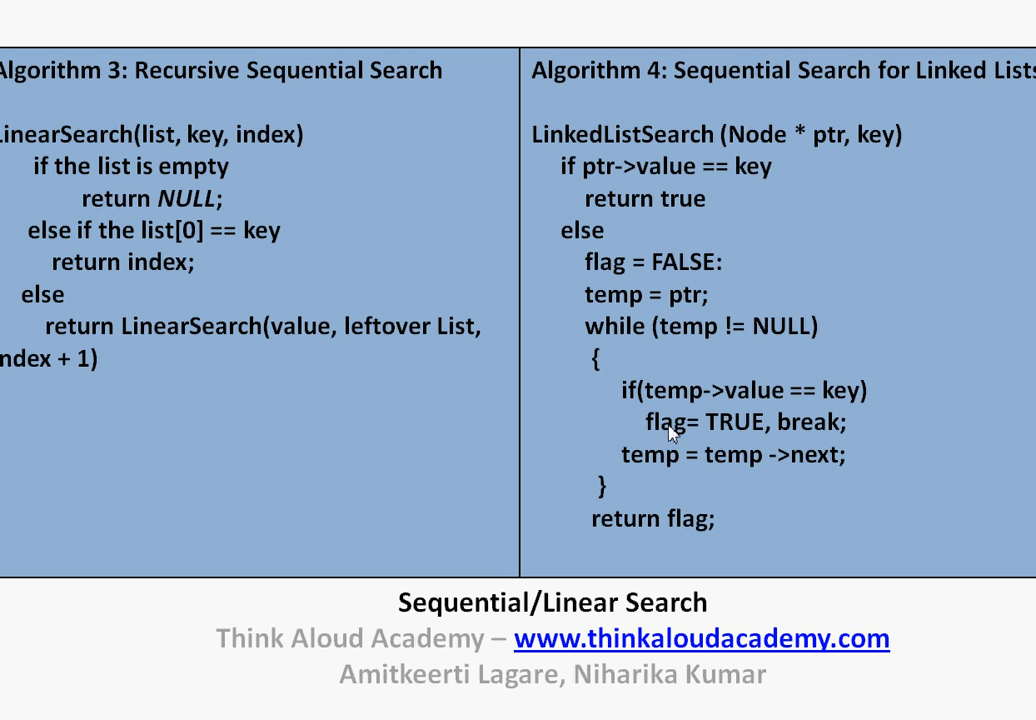 Algorithm 3: Recursive Sequential Search
LinearSearch(list, key, index)
if the list is empty
return NULL;
else if the list[0] == key
return index;
else
return LinearSearch(value, leftover List,
index + 1)
Algorithm 4: Sequential Search for Linked Lists
LinkedListSearch (Node * ptr, key)
if ptr->value == key
return true
else
flag = FALSE:
temp = ptr;
while (temp != NULL)
{
if(temp->value == key)
flag= TRUE, break;
temp = temp ->next;
}
return flag;
Sequential/Linear Search
Think Aloud Academy – www.thinkaloudacademy.com
Amitkeerti Lagare, Niharika Kumar